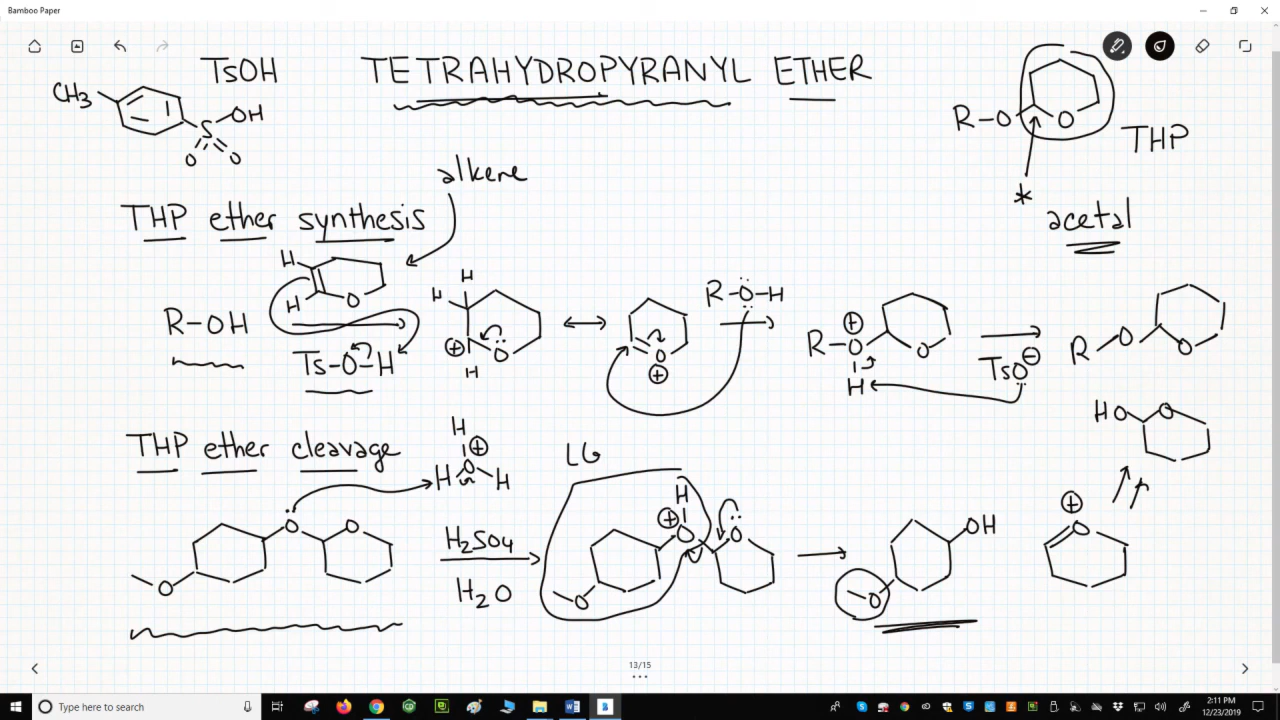 Bamboo Paper
TsOH
TETRAHYDROPYRANYL ETHER
CH3
OH
S
O O
R-O
O
THP
*
acetal
alkene
THP ether synthesis
H
H
O
R-OH
Ts-O-H
H
H
⊕
O
H
O
⊕
R-Ö-H
⊕
R-O
H
O
TsO⊖
R
O
O
THP ether cleavage
H
⊕
H O H
LG
O
O
O
H2SO4
H2O
H
⊕
O
O
O
OH
O
HO
O
⊕
O
13/15
Type here to search
2:11 PM
12/23/2019